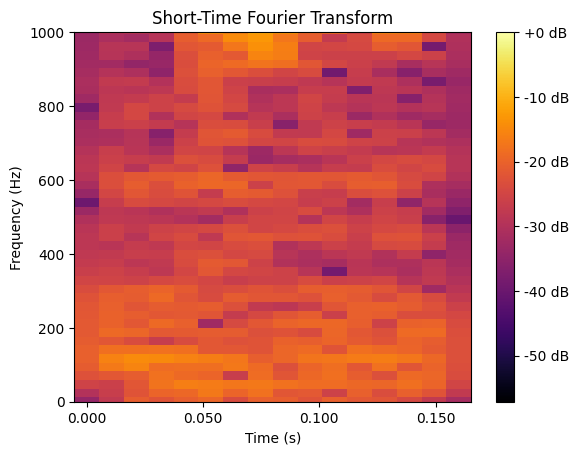 Short-Time Fourier Transform
1000
800
600
400
200
0
Frequency (Hz)
0.000
0.050
0.100
0.150
Time (s)
+0 dB
-10 dB
-20 dB
-30 dB
-40 dB
-50 dB